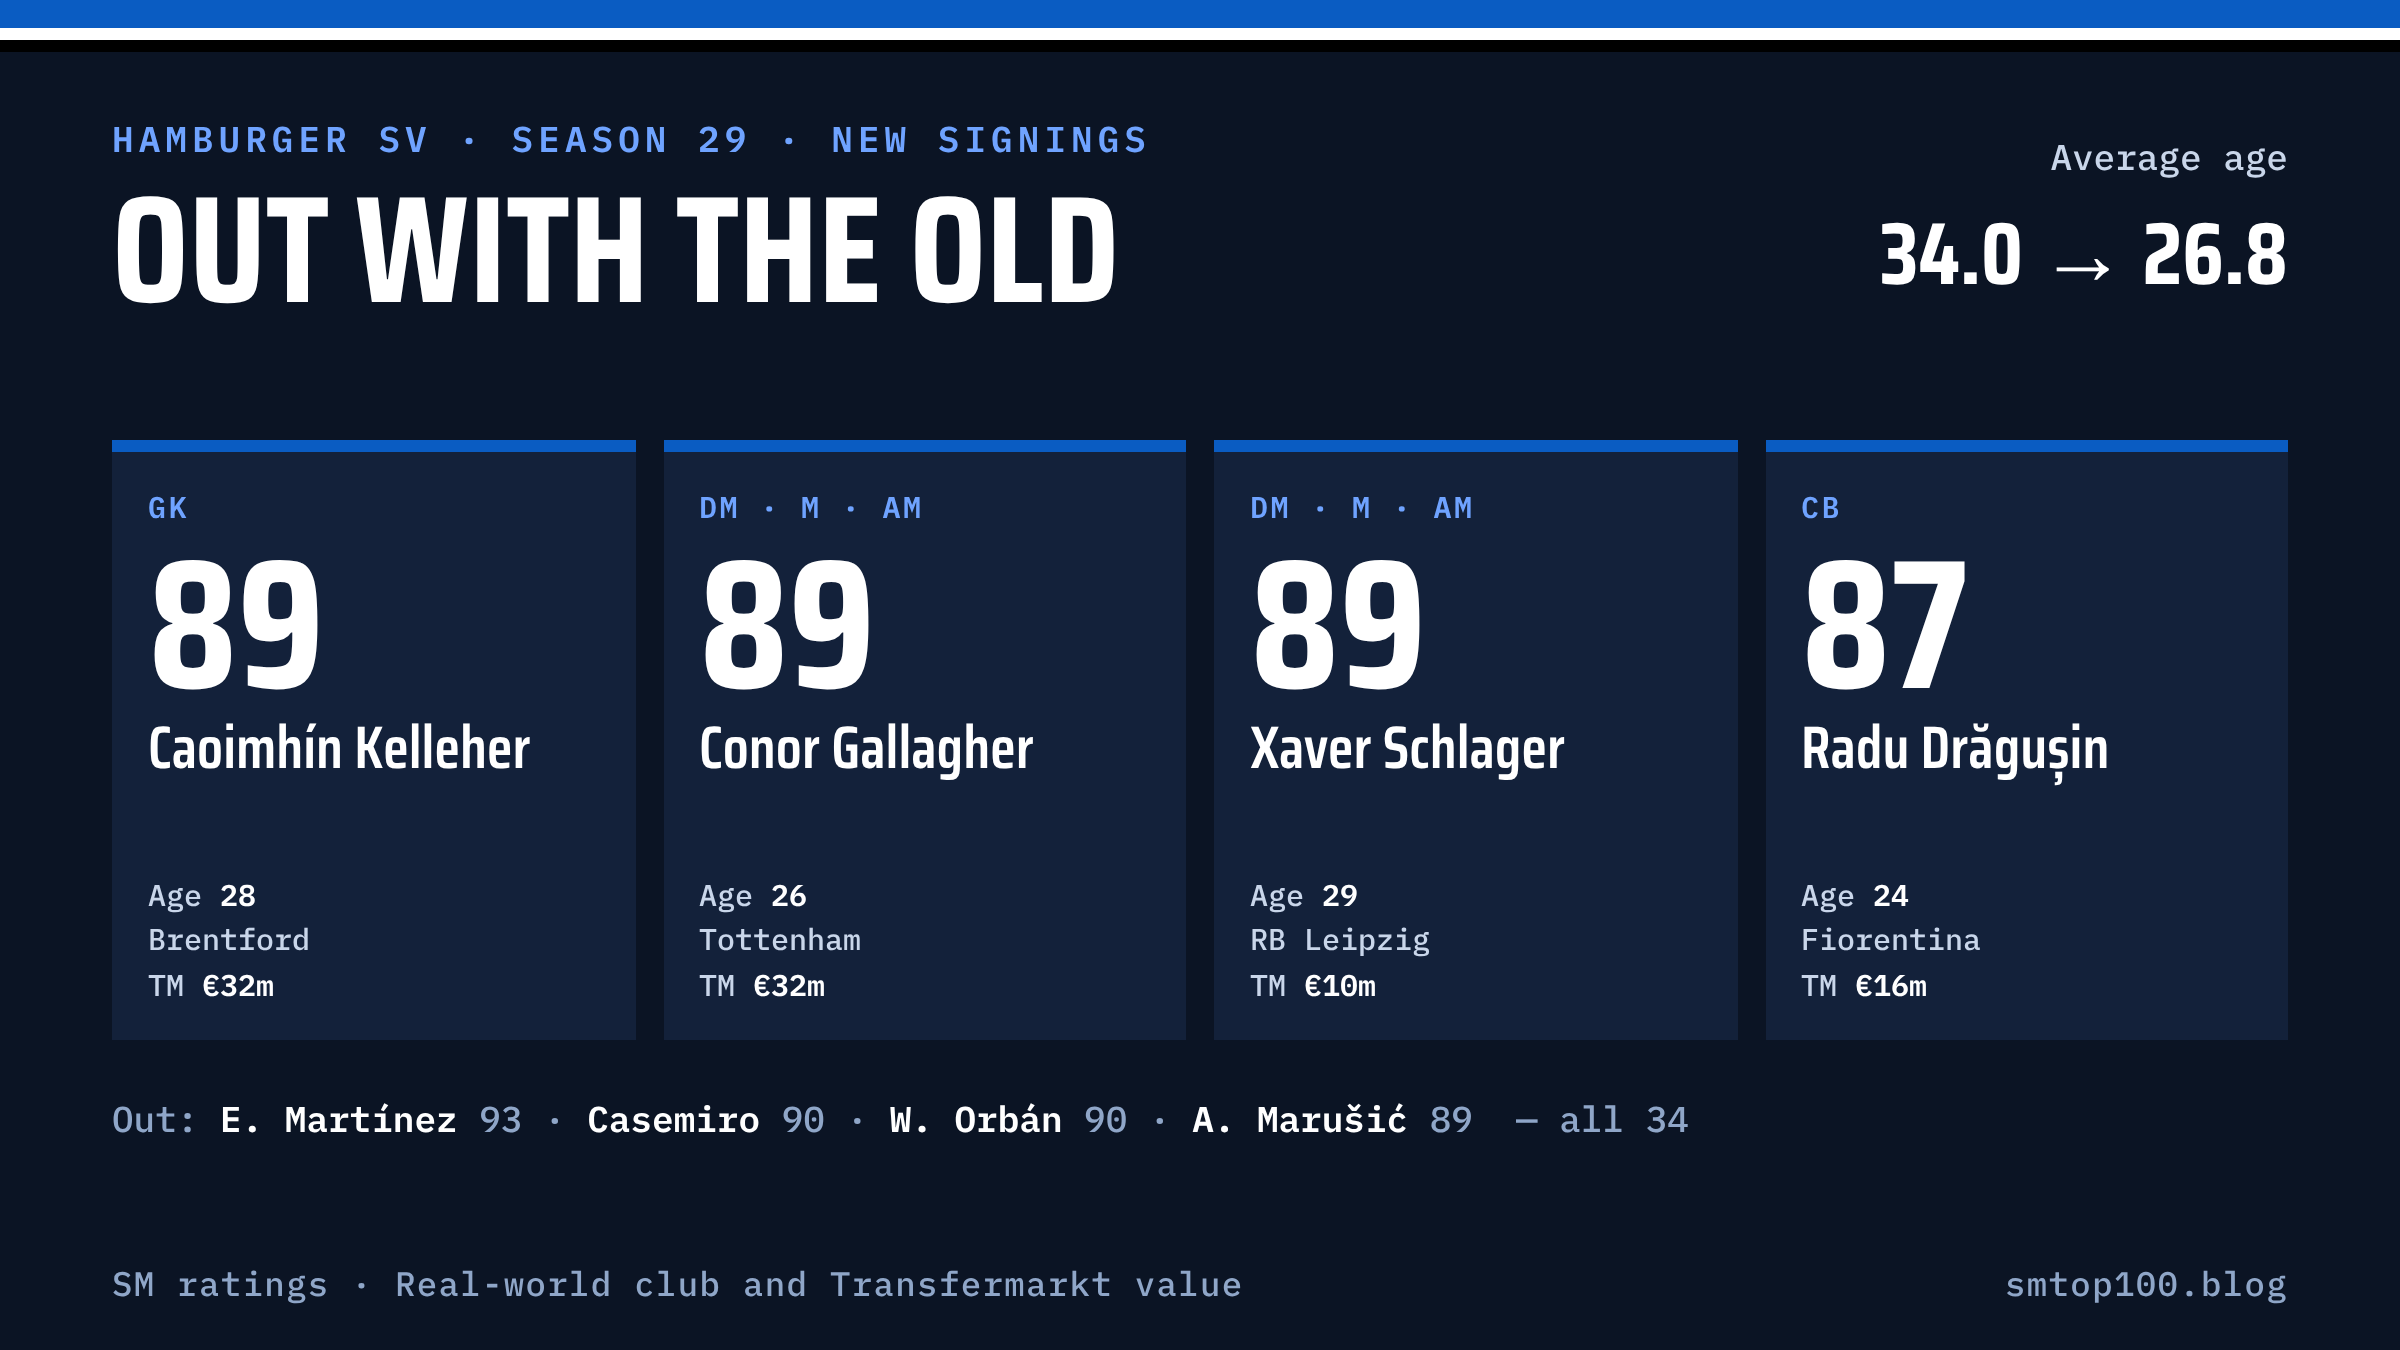 HAMBURGER SV · SEASON 29 · NEW SIGNINGS
OUT WITH THE OLD
Average age
34.0 → 26.8
GK
89
Caoimhín Kelleher
Age 28
Brentford
TM €32m
DM · M · AM
89
Conor Gallagher
Age 26
Tottenham
TM €32m
DM · M · AM
89
Xaver Schlager
Age 29
RB Leipzig
TM €10m
CB
87
Radu Drăgușin
Age 24
Fiorentina
TM €16m
Out: E. Martínez 93 · Casemiro 90 · W. Orbán 90 · A. Marušić 89 — all 34
SM ratings · Real-world club and Transfermarkt value
smtop100.blog